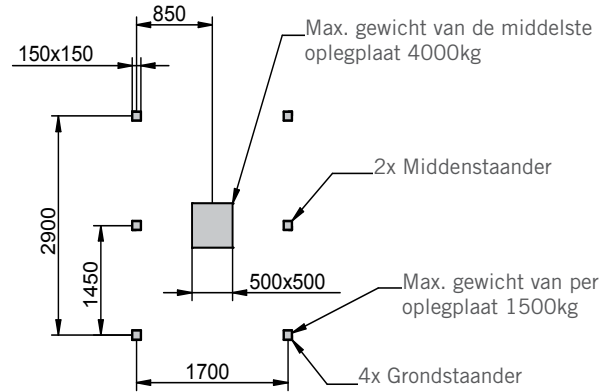 850
Max. gewicht van de middelste
oplegplaat 4000kg
150x150
2x Middenstaander
2900
1450
500x500
Max. gewicht van per
oplegplaat 1500kg
1700
4x Grondstaander